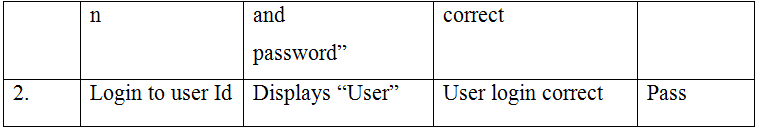 n and correct
password”
2. Login to user Id Displays “User” User login correct Pass